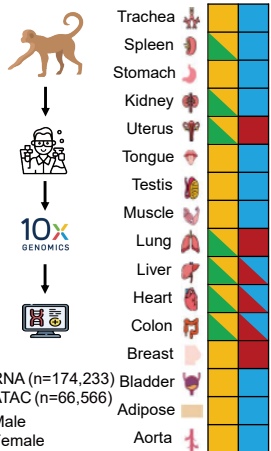 Trachea
Spleen
Stomach
Kidney
Uterus
Tongue
Testis
Muscle
Lung
Liver
Heart
Colon
Breast
Bladder
Adipose
Aorta
10x
GENOMICS
RNA (n=174,233)
ATAC (n=66,566)
Male
Female